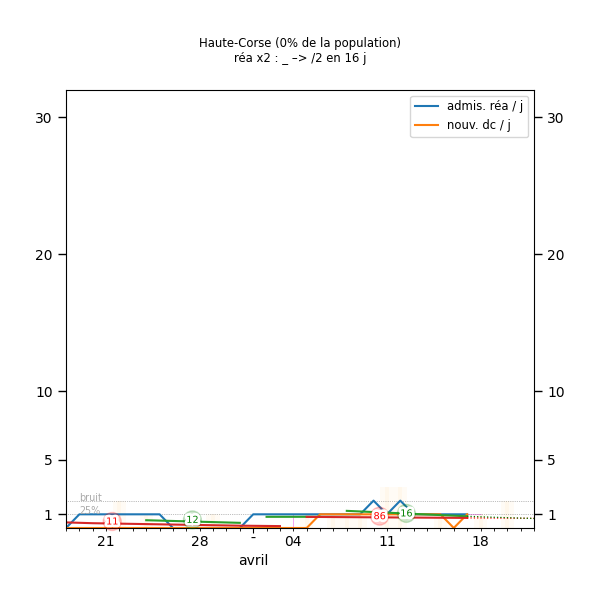 Haute-Corse (0% de la population)
réa x2 : _ –> /2 en 16 j
admis. réa / j
nouv. dc / j
30 30
20 20
10 10
5 5
bruit
25%
1 1
11 12 86 16
21 28 04 11 18
avril